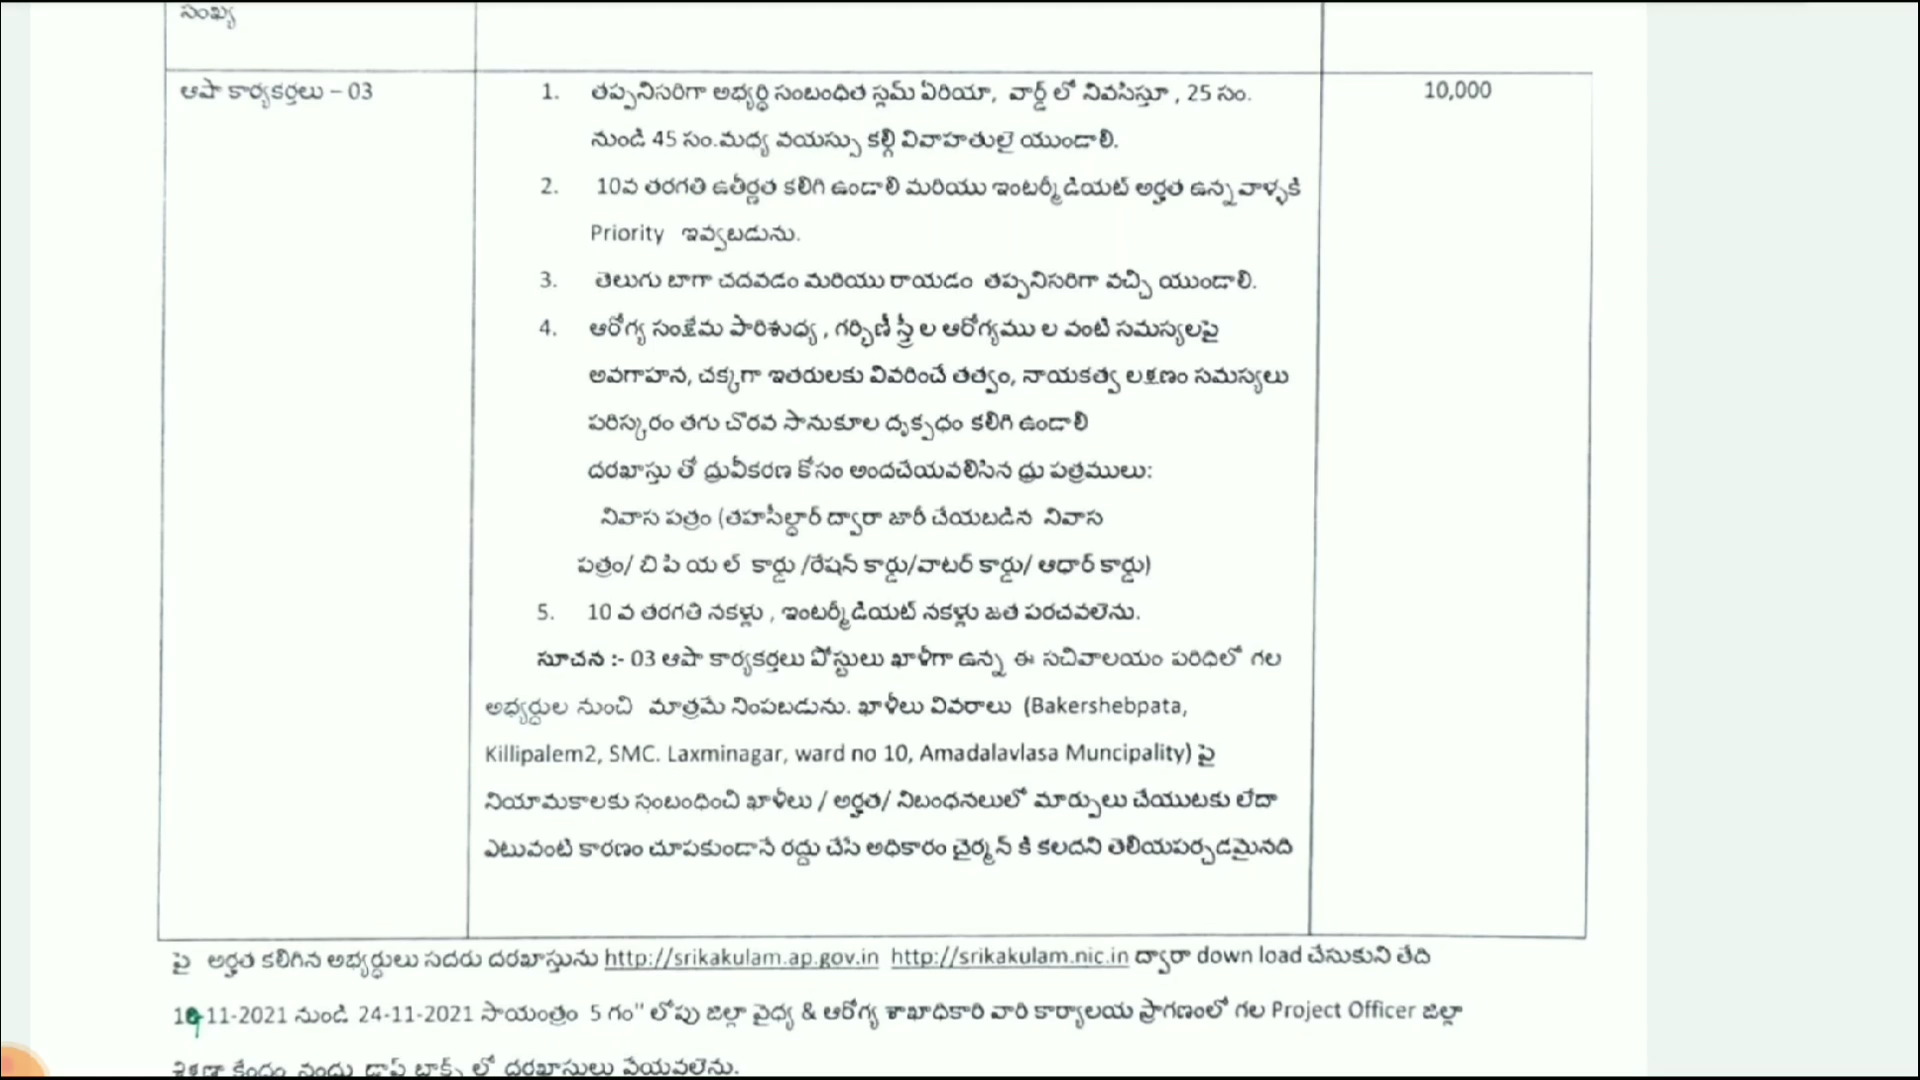 సంఖ్య
ఆషా కార్యకర్తలు – 03
1. తప్పనిసరిగా అభ్యర్ధి సంబంధిత స్లమ్ ఏరియా, వార్డ్ లో నివసిస్తూ , 25 సం.
నుండి 45 సం.మధ్య వయస్సు కల్గి వివాహతులై యుండాలి.
10,000
2. 10వ తరగతి ఉతీర్ణత కలిగి ఉండాలి మరియు ఇంటర్మీడియట్ అర్హత ఉన్న వాళ్ళకి
Priority ఇవ్వబడును.
3. తెలుగు బాగా చదవడం మరియు రాయడం తప్పనిసరిగా వచ్చి యుండాలి.
4. ఆరోగ్య సంక్షేమ పారిశుధ్య , గర్భిణీ స్త్రీ ల ఆరోగ్యము ల వంటి సమస్యలపై
అవగాహన, చక్కగా ఇతరులకు వివరించే తత్వం, నాయకత్వ లక్షణం సమస్యలు
పరిస్కరం తగు చొరవ సానుకూల దృక్పధం కలిగి ఉండాలి
దరఖాస్తు తో ధ్రువీకరణ కోసం అందచేయవలిసిన ధ్రు పత్రములు:
నివాస పత్రం (తహసీల్ధార్ ద్వారా జారీ చేయబడిన నివాస
పత్రం/ బి పి య ల్ కార్డు /రేషన్ కార్డు/వాటర్ కార్డు/ ఆధార్ కార్డు)
5. 10 వ తరగతి నకళ్లు , ఇంటర్మీడియట్ నకళ్లు జత పరచవలెను.
సూచన :- 03 ఆషా కార్యకర్తలు పోస్టులు ఖాళీగా ఉన్న ఈ సచివాలయం పరిధిలో గల
అభ్యర్ధుల నుంచి మాత్రమే నింపబడును. ఖాళీలు వివరాలు (Bakershebpata,
Killipalem2, SMC. Laxminagar, ward no 10, Amadalavlasa Muncipality) పై
నియామకాలకు సంబంధించి ఖాళీలు / అర్హత/ నిబంధనలులో మార్పులు చేయుటకు లేదా
ఎటువంటి కారణం చూపకుండానే రద్దు చేసే అధికారం చైర్మన్ కి కలదని తెలియపర్చడమైనది
పై అర్హత కలిగిన అభ్యర్ధులు సదరు దరఖాస్తును http://srikakulam.ap.gov.in http://srikakulam.nic.in ద్వారా down load చేసుకుని తేది
-11-2021 నుండి 24-11-2021 సాయంత్రం 5 గం" లోపు జిల్లా వైధ్య & ఆరోగ్య శాఖాధికారి వారి కార్యాలయ ప్రాగణంలో గల Project Officer జిల్లా
శిక్షణా కేంద్రం నందు డ్రాప్ బాక్స్ లో దరఖాస్తులు వేయవలెను.